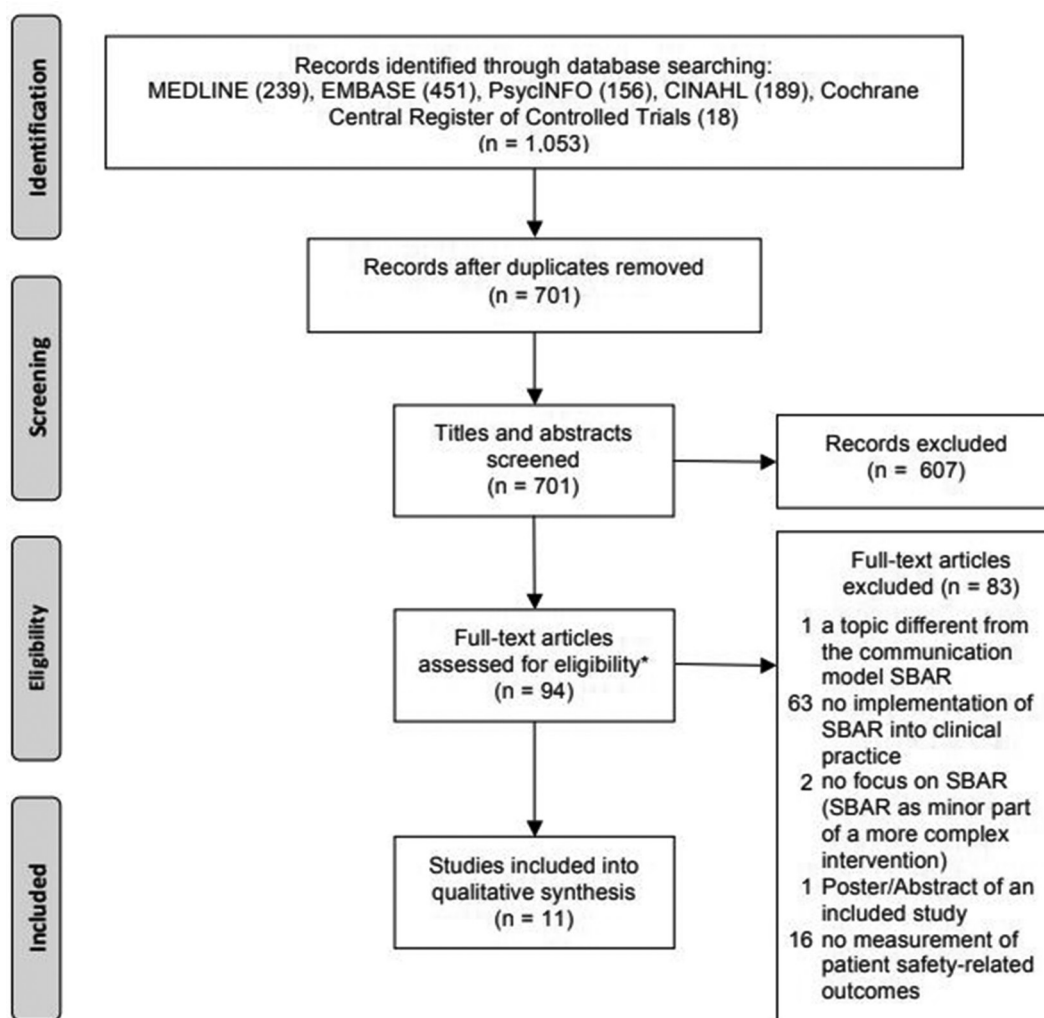 Identification
Records identified through database searching:
MEDLINE (239), EMBASE (451), PsycINFO (156), CINAHL (189), Cochrane
Central Register of Controlled Trials (18)
(n = 1,053)
Records after duplicates removed
(n = 701)
Screening
Titles and abstracts
screened
(n = 701)
Records excluded
(n = 607)
Eligibility
Full-text articles
assessed for eligibility*
(n = 94)
Full-text articles
excluded (n = 83)
1 a topic different from
the communication
model SBAR
63 no implementation of
SBAR into clinical
practice
2 no focus on SBAR
(SBAR as minor part
of a more complex
intervention)
1 Poster/Abstract of an
included study
16 no measurement of
patient safety-related
outcomes
Included
Studies included into
qualitative synthesis
(n = 11)